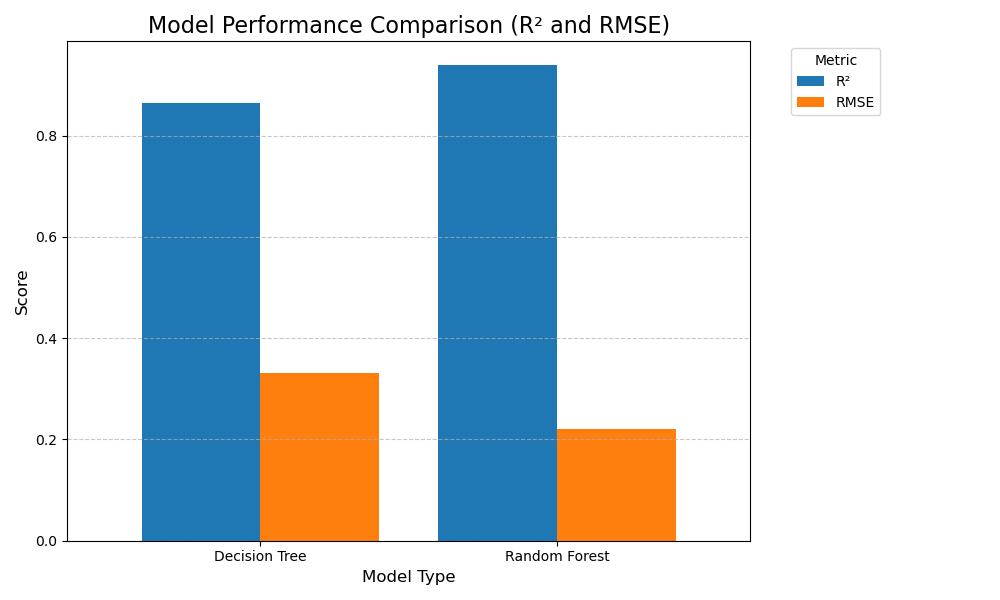 Model Performance Comparison (R² and RMSE)
Metric
R²
RMSE
Score
0.8
0.6
0.4
0.2
0.0
Decision Tree
Random Forest
Model Type